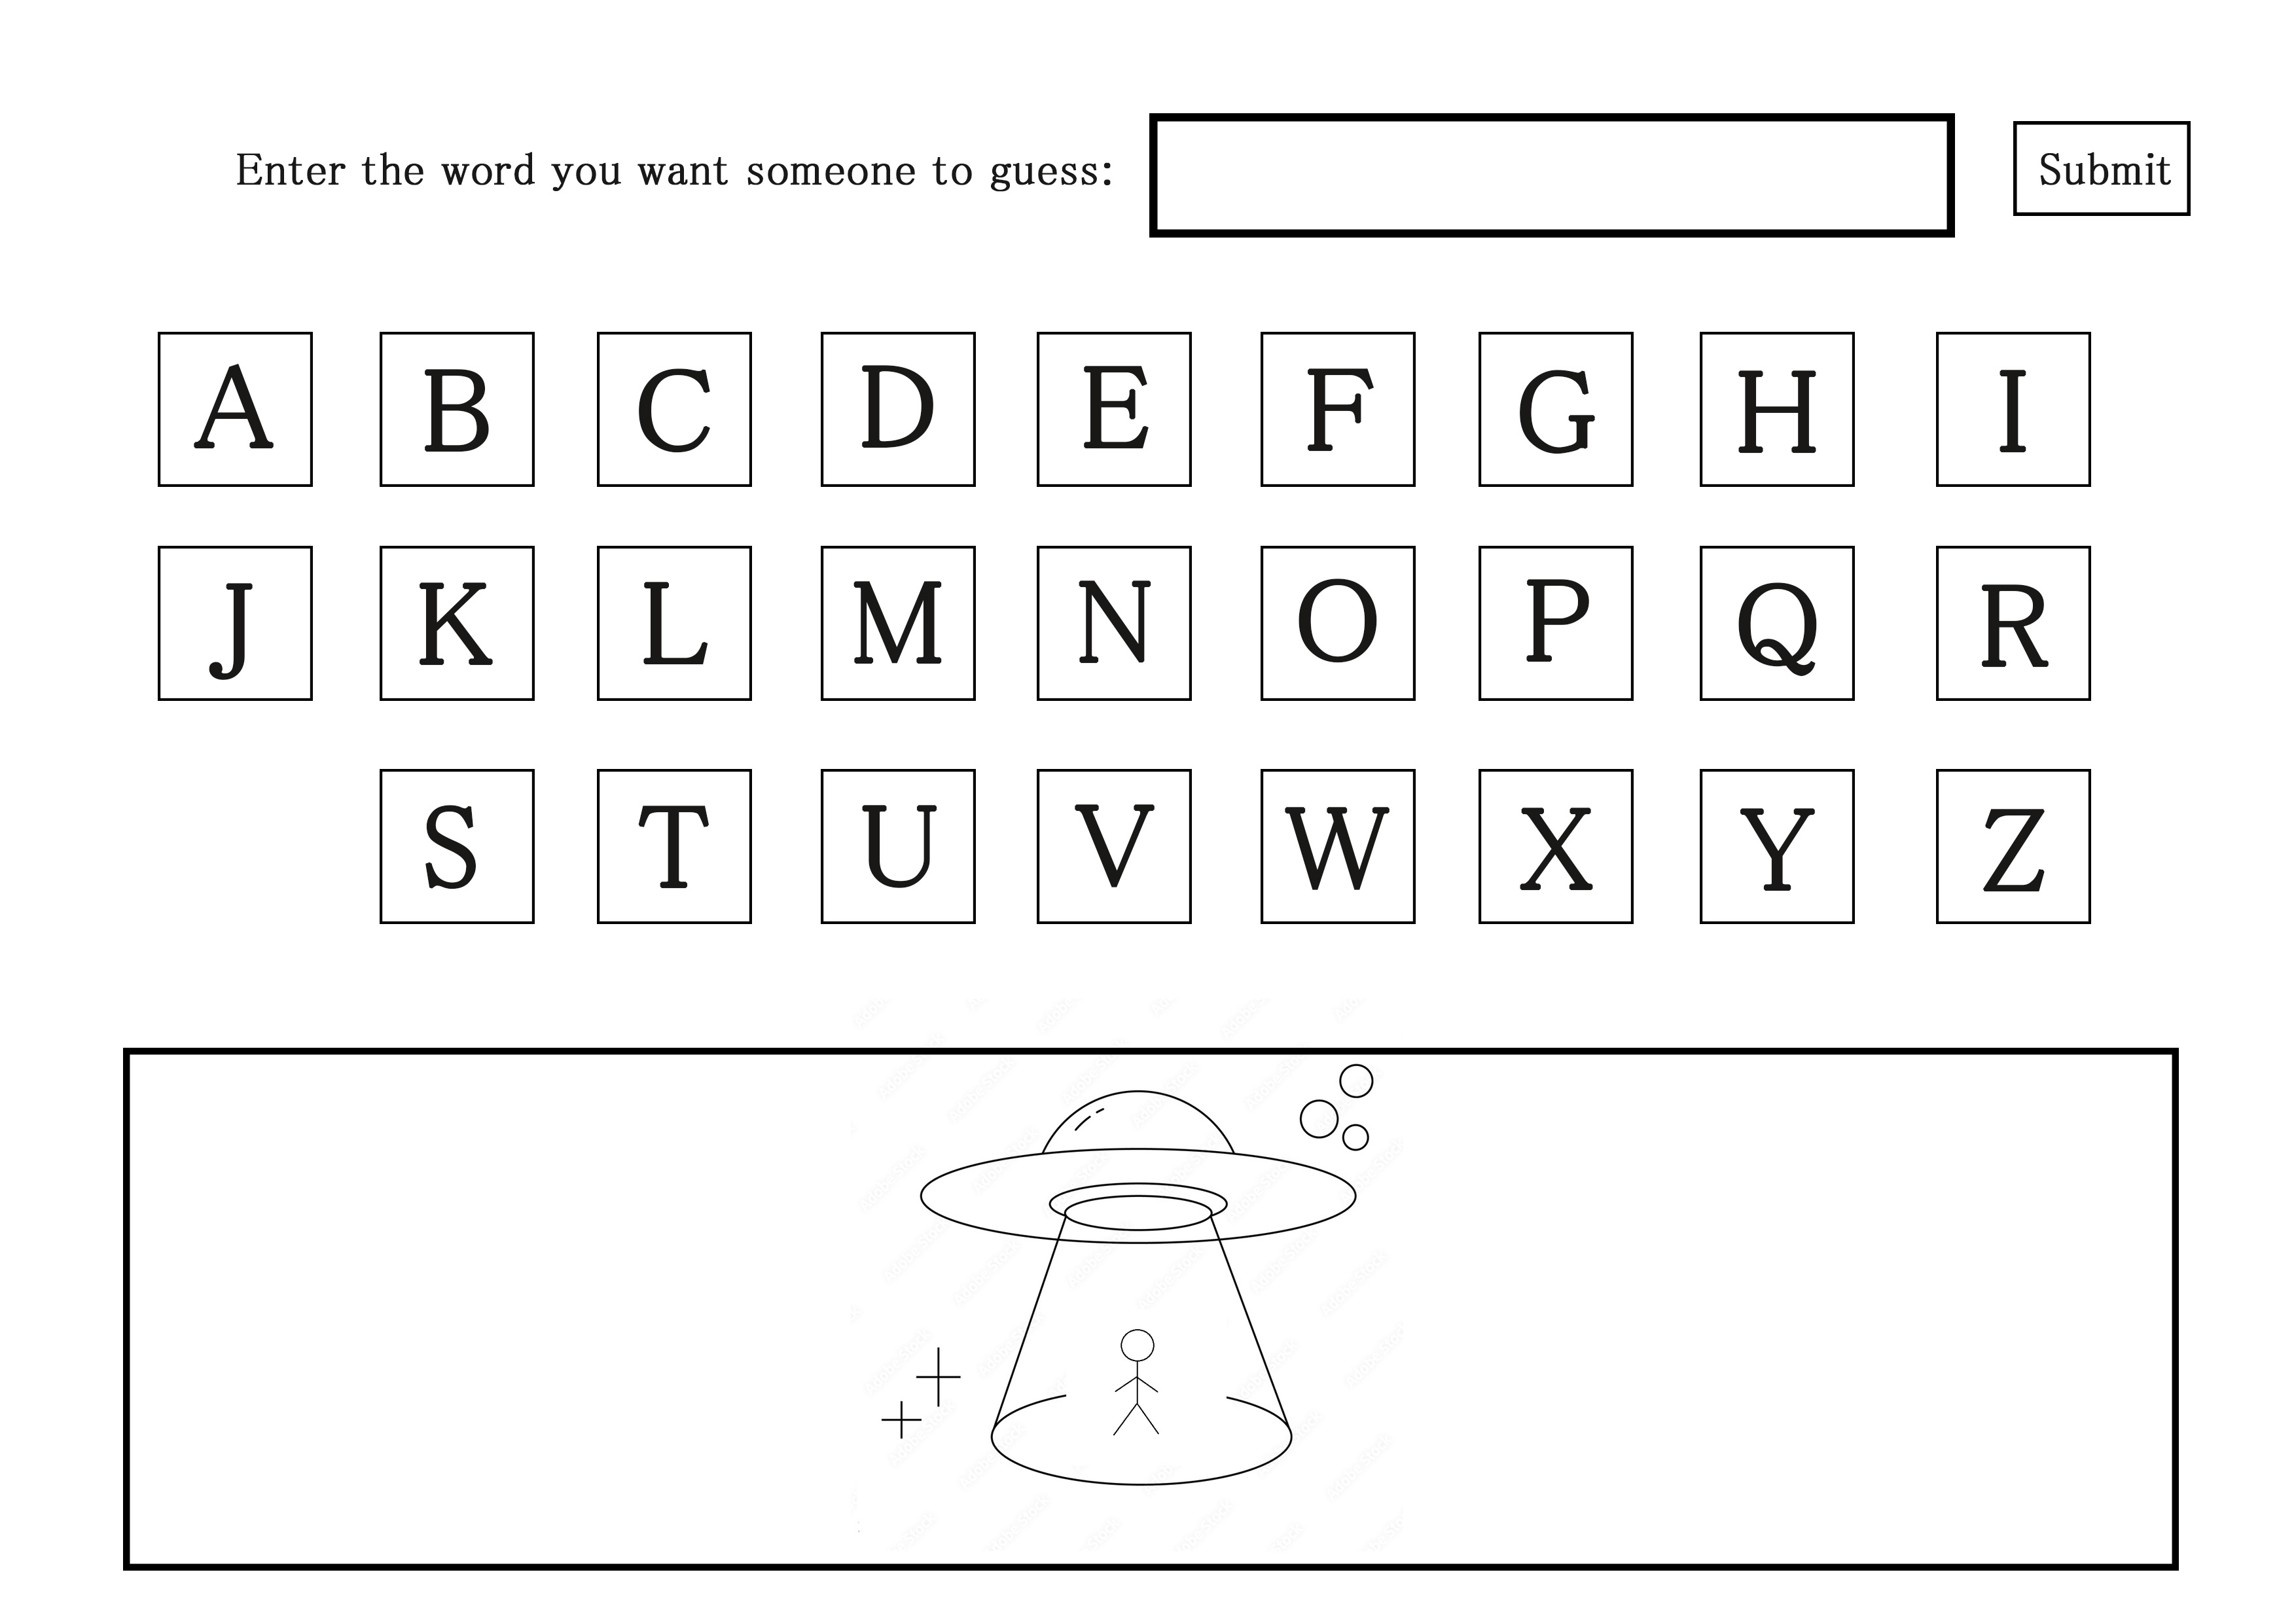 Enter the word you want someone to guess:
Submit
A B C D E F G H I
J K L M N O P Q R
S T U V W X Y Z